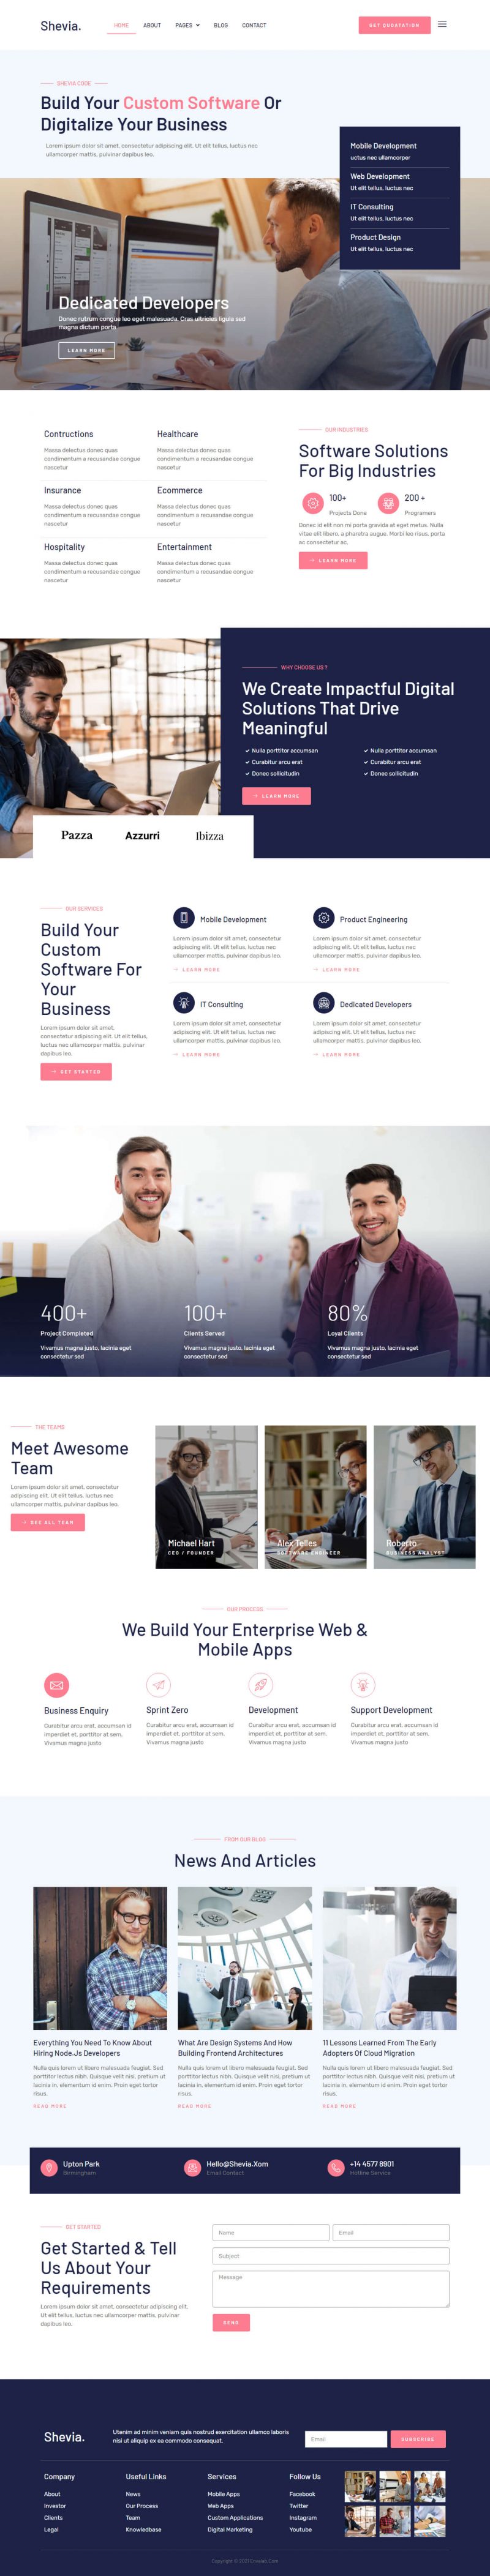 Shevia.
HOME ABOUT PAGES BLOG CONTACT
GET QUOATATION
SHEVIA CODE
Build Your Custom Software Or
Digitalize Your Business
Lorem ipsum dolor sit amet, consectetur adipiscing elit. Ut elit tellus, luctus nec
ullamcorper mattis, pulvinar dapibus leo.
Mobile Development
uctus nec ullamcorper
Web Development
Ut elit tellus, luctus nec
IT Consulting
Ut elit tellus, luctus nec
Product Design
Ut elit tellus, luctus nec
Dedicated Developers
Donec rutrum congue leo eget malesuada. Cras ultricies ligula sed
magna dictum porta
LEARN MORE
Contructions
Massa delectus donec quas
condimentum a recusandae congue
nascetur
Healthcare
Massa delectus donec quas
condimentum a recusandae congue
nascetur
Insurance
Massa delectus donec quas
condimentum a recusandae congue
nascetur
Ecommerce
Massa delectus donec quas
condimentum a recusandae congue
nascetur
Hospitality
Massa delectus donec quas
condimentum a recusandae congue
nascetur
Entertainment
Massa delectus donec quas
condimentum a recusandae congue
nascetur
OUR INDUSTRIES
Software Solutions
For Big Industries
100+
Projects Done
200 +
Programers
Donec id elit non mi porta gravida at eget metus. Nulla
vitae elit libero, a pharetra augue. Morbi leo risus, porta
ac consectetur ac.
LEARN MORE
WHY CHOOSE US ?
We Create Impactful Digital
Solutions That Drive
Meaningful
Nulla porttitor accumsan
Curabitur arcu erat
Donec sollicitudin
Nulla porttitor accumsan
Curabitur arcu erat
Donec sollicitudin
LEARN MORE
Pazza Azzurri Ibizza
OUR SERVICES
Build Your
Custom
Software For
Your
Business
Lorem ipsum dolor sit amet,
consectetur adipiscing elit. Ut elit tellus,
luctus nec ullamcorper mattis, pulvinar
dapibus leo.
GET STARTED
Mobile Development
Lorem ipsum dolor sit amet, consectetur
adipiscing elit. Ut elit tellus, luctus nec
ullamcorper mattis, pulvinar dapibus leo.
LEARN MORE
Product Engineering
Lorem ipsum dolor sit amet, consectetur
adipiscing elit. Ut elit tellus, luctus nec
ullamcorper mattis, pulvinar dapibus leo.
LEARN MORE
IT Consulting
Lorem ipsum dolor sit amet, consectetur
adipiscing elit. Ut elit tellus, luctus nec
ullamcorper mattis, pulvinar dapibus leo.
LEARN MORE
Dedicated Developers
Lorem ipsum dolor sit amet, consectetur
adipiscing elit. Ut elit tellus, luctus nec
ullamcorper mattis, pulvinar dapibus leo.
LEARN MORE
400+
Project Completed
Vivamus magna justo, lacinia eget
consectetur sed
100+
Clients Served
Vivamus magna justo, lacinia eget
consectetur sed
80%
Loyal Clients
Vivamus magna justo, lacinia eget
consectetur sed
THE TEAMS
Meet Awesome
Team
Lorem ipsum dolor sit amet, consectetur
adipiscing elit. Ut elit tellus, luctus nec
ullamcorper mattis, pulvinar dapibus leo.
SEE ALL TEAM
Michael Hart
CEO / FOUNDER
Alex Telles
SOFTWARE ENGINEER
Roberto
BUSINESS ANALYST
OUR PROCESS
We Build Your Enterprise Web &
Mobile Apps
Business Enquiry
Curabitur arcu erat, accumsan id
imperdiet et, porttitor at sem.
Vivamus magna justo
Sprint Zero
Curabitur arcu erat, accumsan id
imperdiet et, porttitor at sem.
Vivamus magna justo
Development
Curabitur arcu erat, accumsan id
imperdiet et, porttitor at sem.
Vivamus magna justo
Support Development
Curabitur arcu erat, accumsan id
imperdiet et, porttitor at sem.
Vivamus magna justo
FROM OUR BLOG
News And Articles
Everything You Need To Know About
Hiring Node.Js Developers
Nulla quis lorem ut libero malesuada feugiat. Sed
porttitor lectus nibh. Quisque velit nisi, pretium ut
lacinia in, elementum id enim. Proin eget tortor
risus.
READ MORE
What Are Design Systems And How
Building Frontend Architectures
Nulla quis lorem ut libero malesuada feugiat. Sed
porttitor lectus nibh. Quisque velit nisi, pretium ut
lacinia in, elementum id enim. Proin eget tortor
risus.
READ MORE
11 Lessons Learned From The Early
Adopters Of Cloud Migration
Nulla quis lorem ut libero malesuada feugiat. Sed
porttitor lectus nibh. Quisque velit nisi, pretium ut
lacinia in, elementum id enim. Proin eget tortor
risus.
READ MORE
Upton Park
Birmingham
Hello@Shevia.Xom
Email Contact
+14 4577 8901
Hotline Service
GET STARTED
Get Started & Tell
Us About Your
Requirements
Lorem ipsum dolor sit amet, consectetur adipiscing elit.
Ut elit tellus, luctus nec ullamcorper mattis, pulvinar
dapibus leo.
Name
Email
Subject
Message
SEND
Shevia.
Utenim ad minim veniam quis nostrud exercitation ullamco laboris
nisi ut aliquip ex ea commodo consequat.
Email
SUBSCRIBE
Company
About
Investor
Clients
Legal
Useful Links
News
Our Process
Team
Knowledbase
Services
Mobile Apps
Web Apps
Custom Applications
Digital Marketing
Follow Us
Facebook
Twitter
Instagram
Youtube
Copyright © 2021